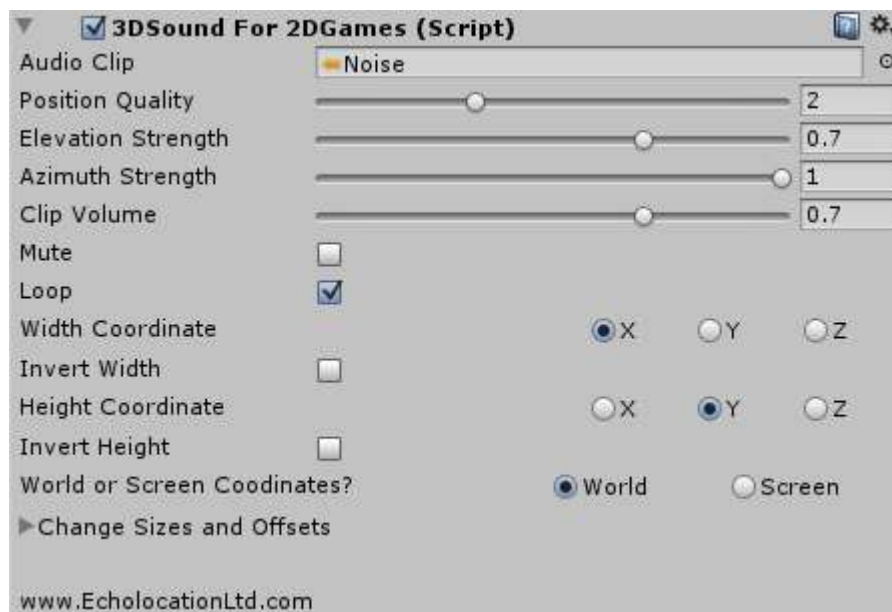 3DSound For 2DGames (Script)
Audio Clip Noise
Position Quality 2
Elevation Strength 0.7
Azimuth Strength 1
Clip Volume 0.7
Mute
Loop
Width Coordinate X Y Z
Invert Width
Height Coordinate X Y Z
Invert Height
World or Screen Coodinates? World Screen
Change Sizes and Offsets
www.EcholocationLtd.com